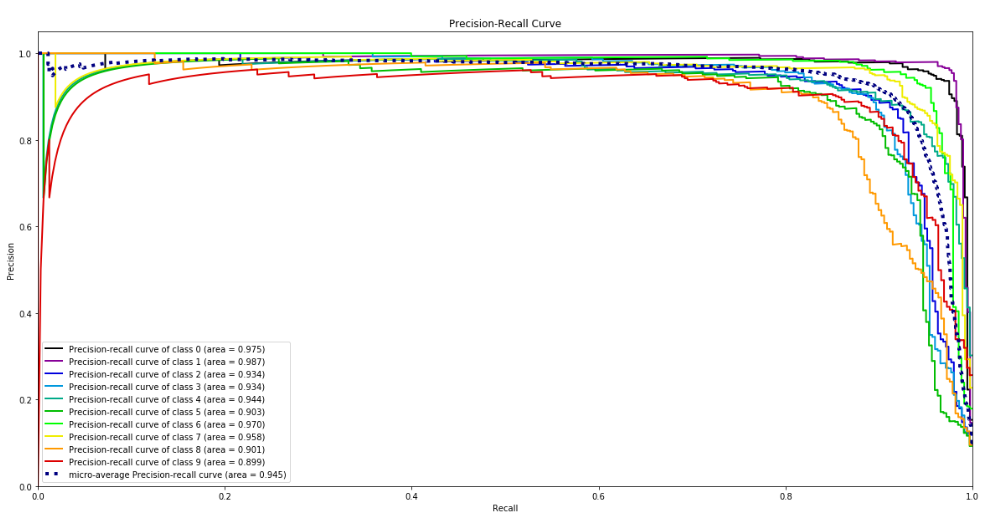 Precision-Recall Curve
1.0
0.8
0.6
0.4
0.2
0.0
Precision
Precision-recall curve of class 0 (area = 0.975)
Precision-recall curve of class 1 (area = 0.987)
Precision-recall curve of class 2 (area = 0.934)
Precision-recall curve of class 3 (area = 0.934)
Precision-recall curve of class 4 (area = 0.944)
Precision-recall curve of class 5 (area = 0.903)
Precision-recall curve of class 6 (area = 0.970)
Precision-recall curve of class 7 (area = 0.958)
Precision-recall curve of class 8 (area = 0.901)
Precision-recall curve of class 9 (area = 0.899)
micro-average Precision-recall curve (area = 0.945)
0.0 0.2 0.4 0.6 0.8 1.0
Recall